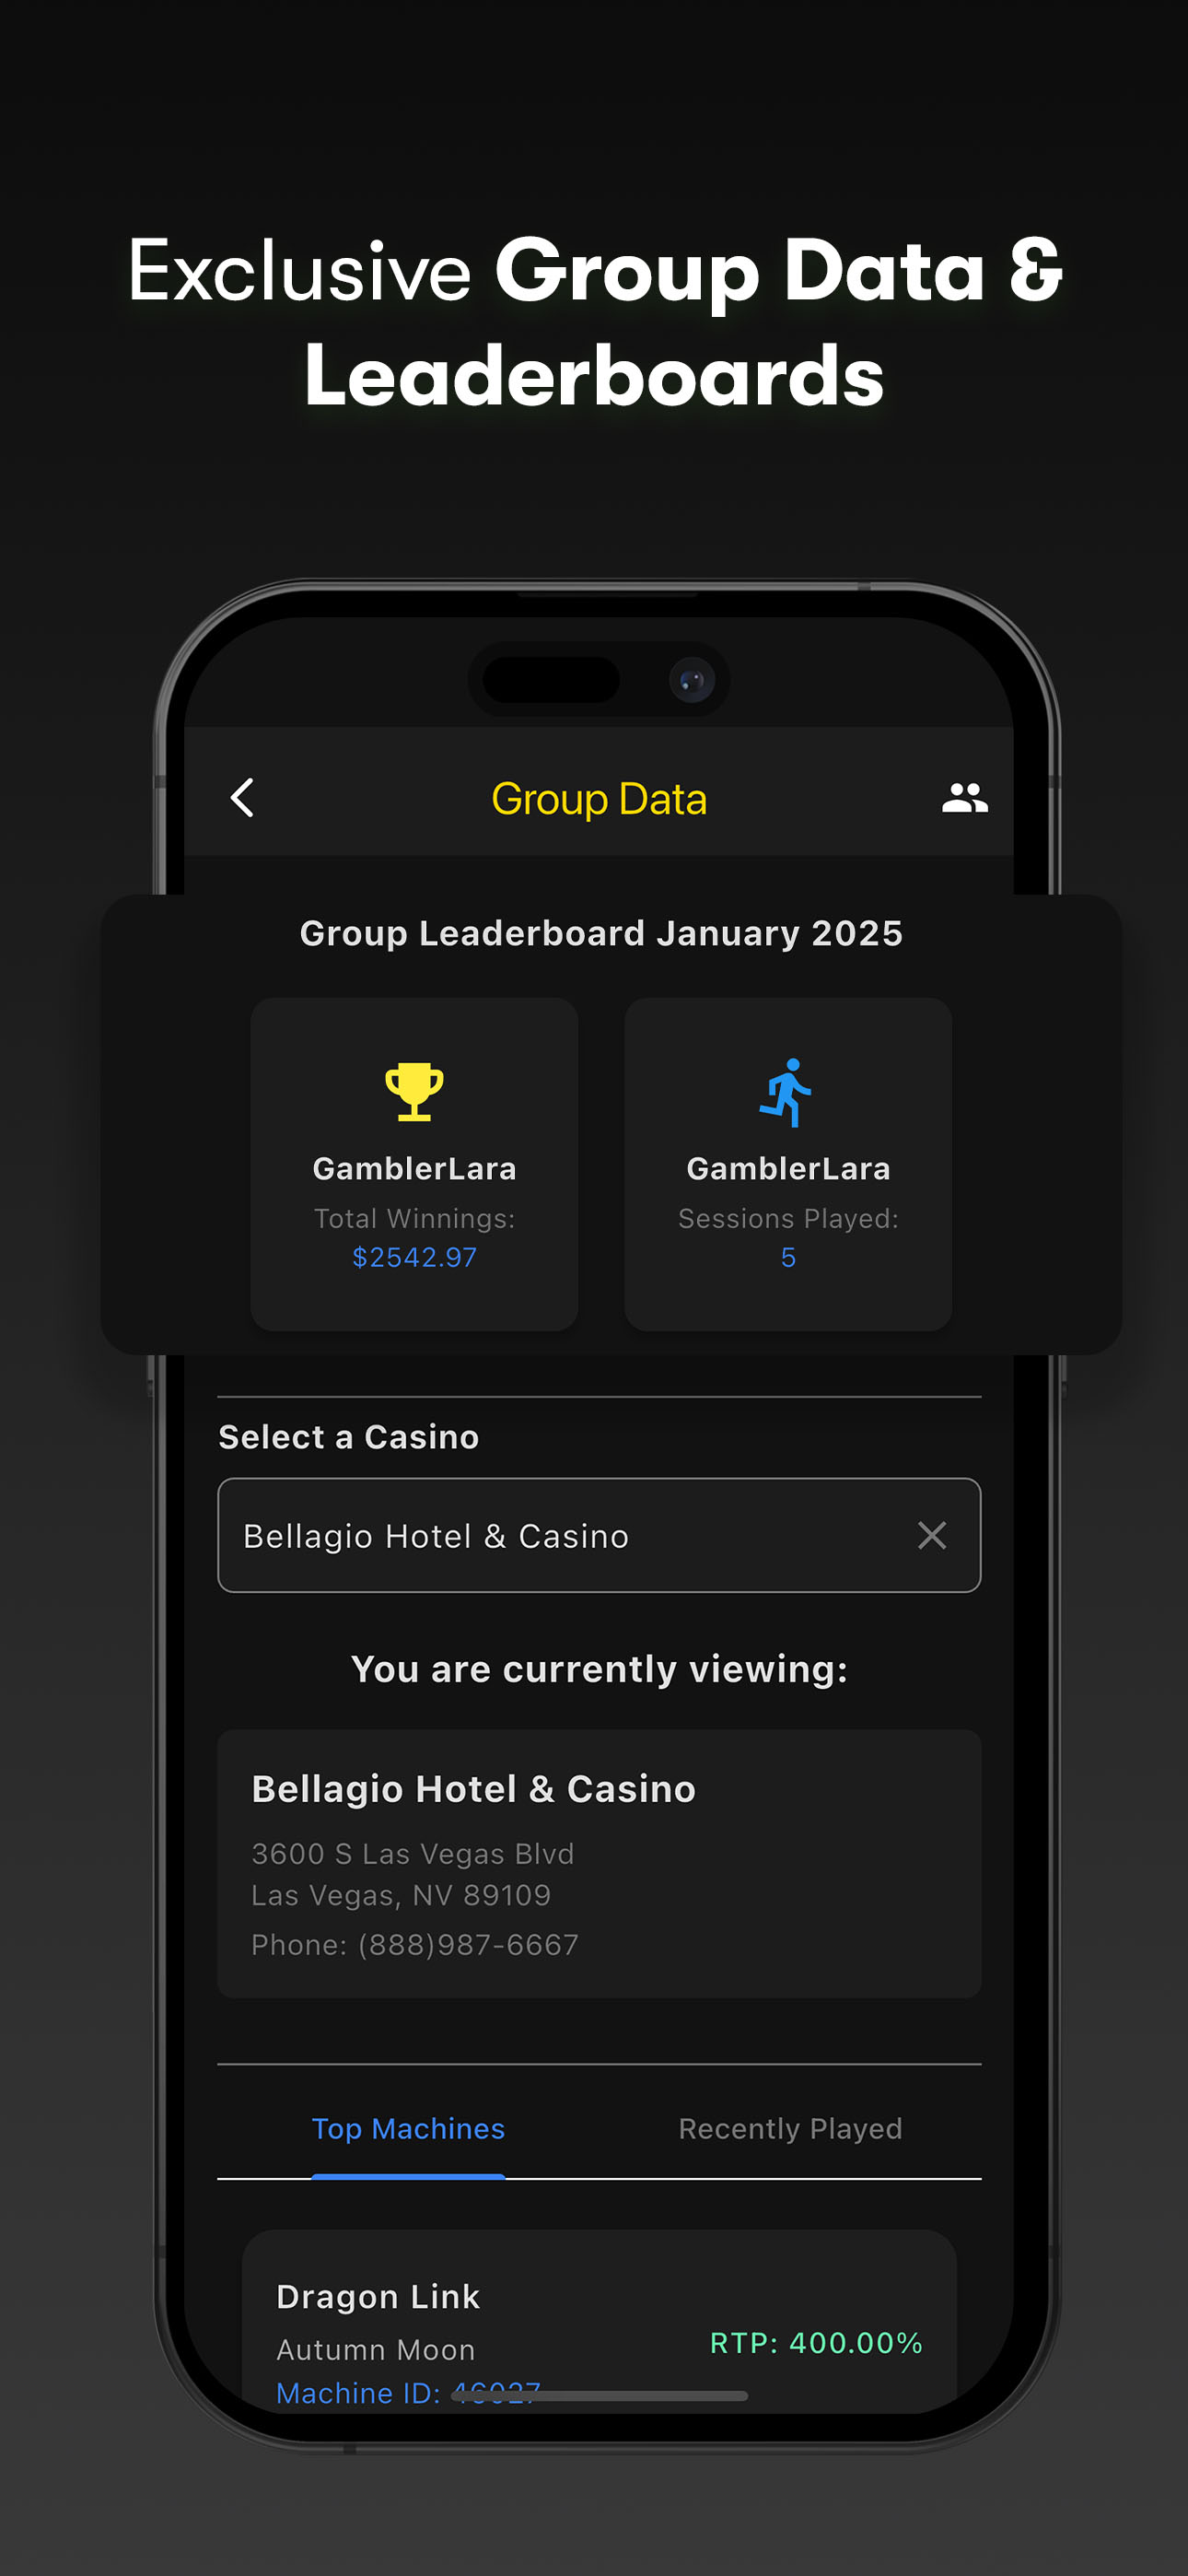 Exclusive Group Data &
Leaderboards
Group Data
Group Leaderboard January 2025
GamblerLara
Total Winnings:
$2542.97
GamblerLara
Sessions Played:
5
Select a Casino
Bellagio Hotel & Casino
You are currently viewing:
Bellagio Hotel & Casino
3600 S Las Vegas Blvd
Las Vegas, NV 89109
Phone: (888)987-6667
Top Machines
Recently Played
Dragon Link
Autumn Moon
RTP: 400.00%
Machine ID: 46027